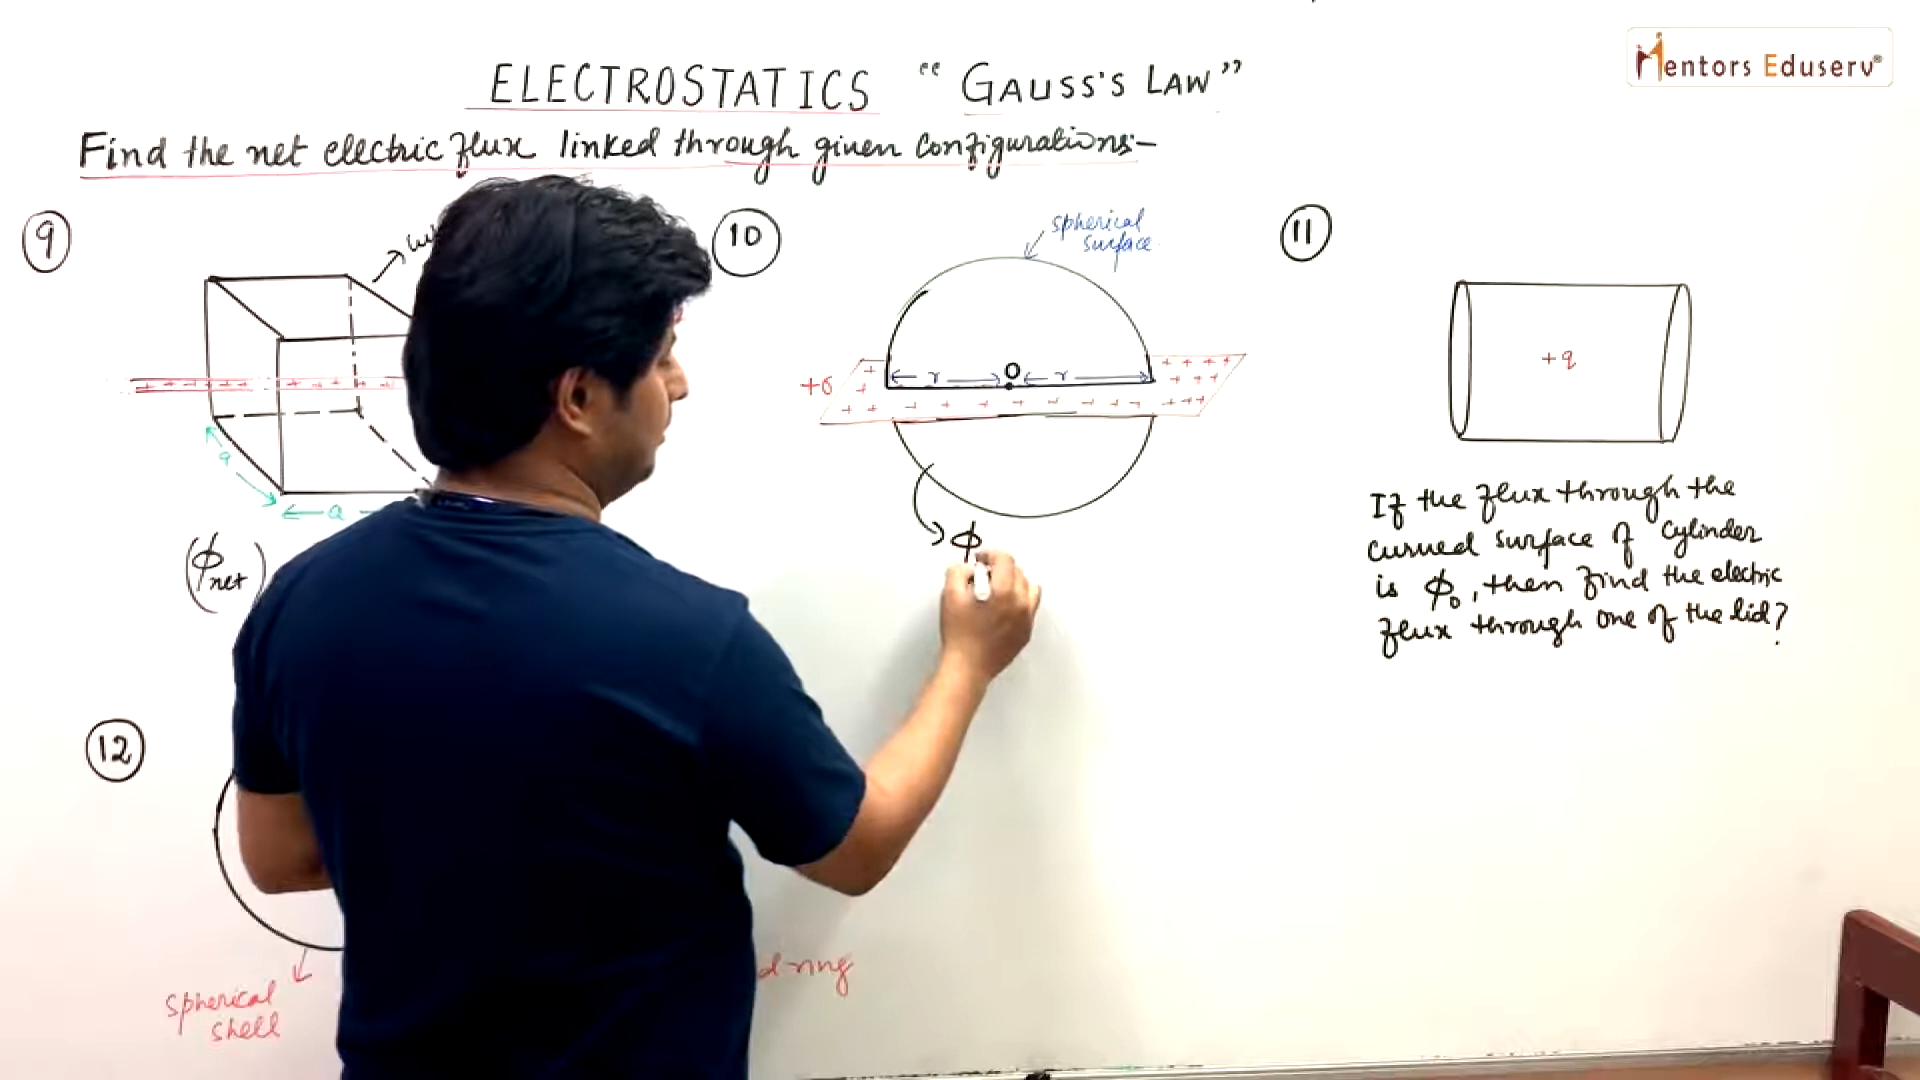 Mentors Eduserv®
ELECTROSTATICS "GAUSS'S LAW"
Find the net electric flux linked through given configurations:-
9
a
a
(Φnet)
10
spherical
surface
+σ
r
O
r
Φ
11
+q
If the flux through the
curved surface of cylinder
is Φ₀, then find the electric
flux through one of the lid?
12
spherical
shell
ring